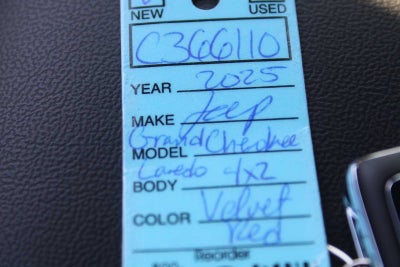 NEW USED
C366110
YEAR 2025
MAKE Jeep
Grand Cherokee
MODEL
Laredo 4x2
BODY
COLOR Velvet
Red